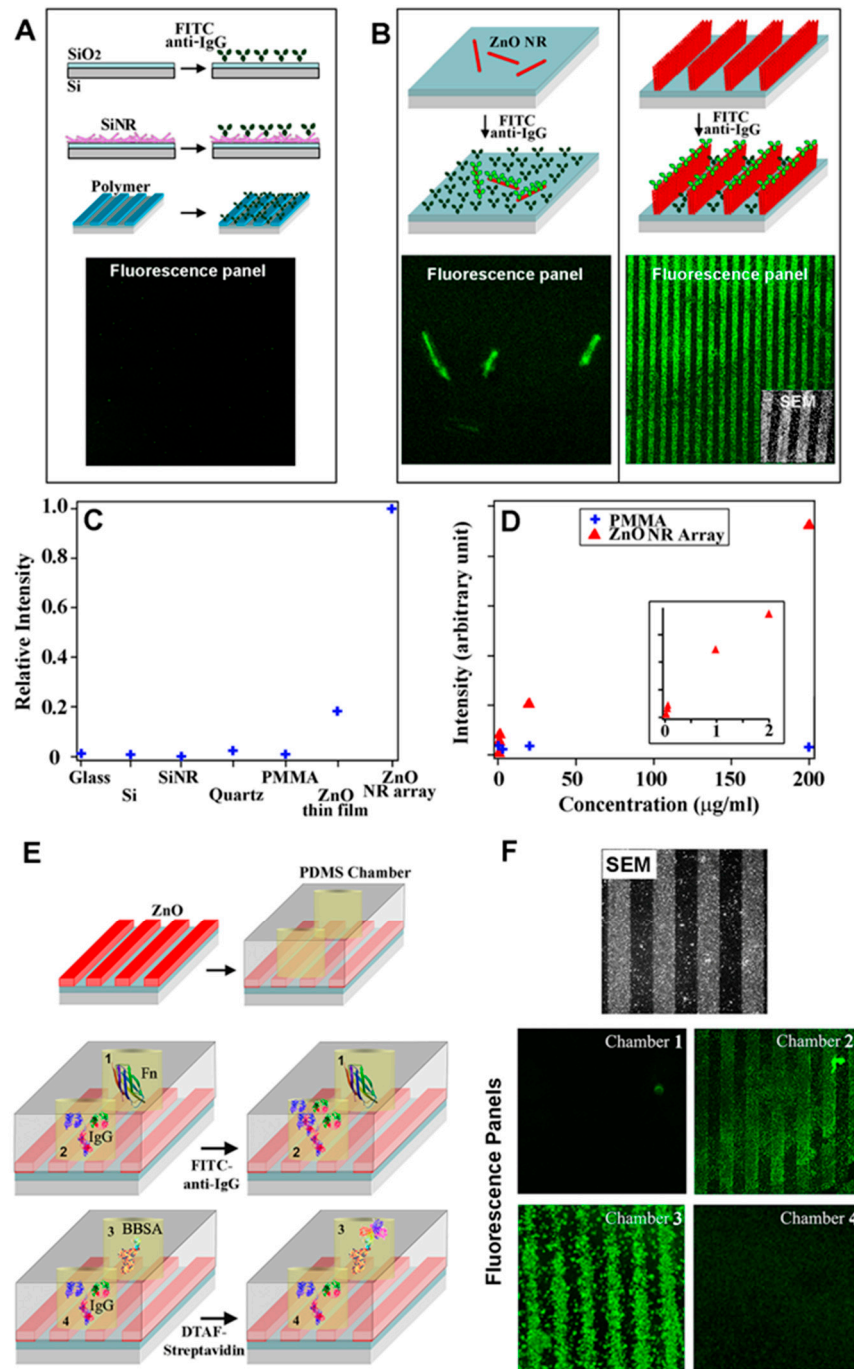 A
FITC
anti-IgG
SiO2
Si
SiNR
Polymer
Fluorescence panel
B
ZnO NR
FITC
anti-IgG
FITC
anti-IgG
Fluorescence panel
Fluorescence panel
SEM
C
Relative Intensity
1.0
0.8
0.6
0.4
0.2
0
Glass
Si
SiNR
Quartz
PMMA
ZnO
thin film
ZnO
NR array
D
PMMA
ZnO NR Array
Intensity (arbitrary unit)
0
1
2
0
50
100
150
200
Concentration (μg/ml)
E
ZnO
PDMS Chamber
1
Fn
IgG
2
FITC-
anti-IgG
1
2
3
BBSA
IgG
4
DTAF-
Streptavidin
3
4
F
SEM
Fluorescence Panels
Chamber 1
Chamber 2
Chamber 3
Chamber 4